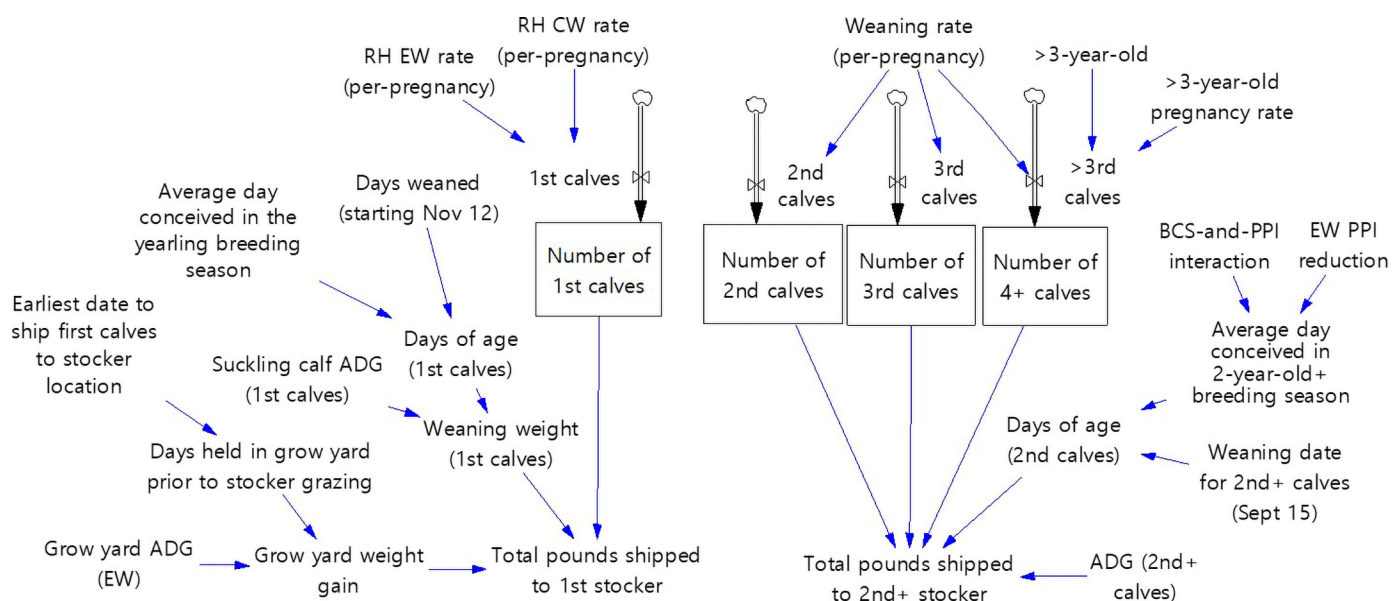 RH CW rate
(per-pregnancy)
RH EW rate
(per-pregnancy)
Weaning rate
(per-pregnancy)
>3-year-old
>3-year-old
pregnancy rate
1st calves
2nd
calves
3rd
calves
>3rd
calves
Average day
conceived in the
yearling breeding
season
Days weaned
(starting Nov 12)
Number of
1st calves
Number of
2nd calves
Number of
3rd calves
Number of
4+ calves
BCS-and-PPI
interaction
EW PPI
reduction
Earliest date to
ship first calves
to stocker
location
Days of age
(1st calves)
Average day
conceived in
2-year-old+
breeding season
Suckling calf ADG
(1st calves)
Weaning weight
(1st calves)
Days of age
(2nd calves)
Days held in grow yard
prior to stocker grazing
Weaning date
for 2nd+ calves
(Sept 15)
Grow yard ADG
(EW)
Grow yard weight
gain
Total pounds shipped
to 1st stocker
Total pounds shipped
to 2nd+ stocker
ADG (2nd+
calves)